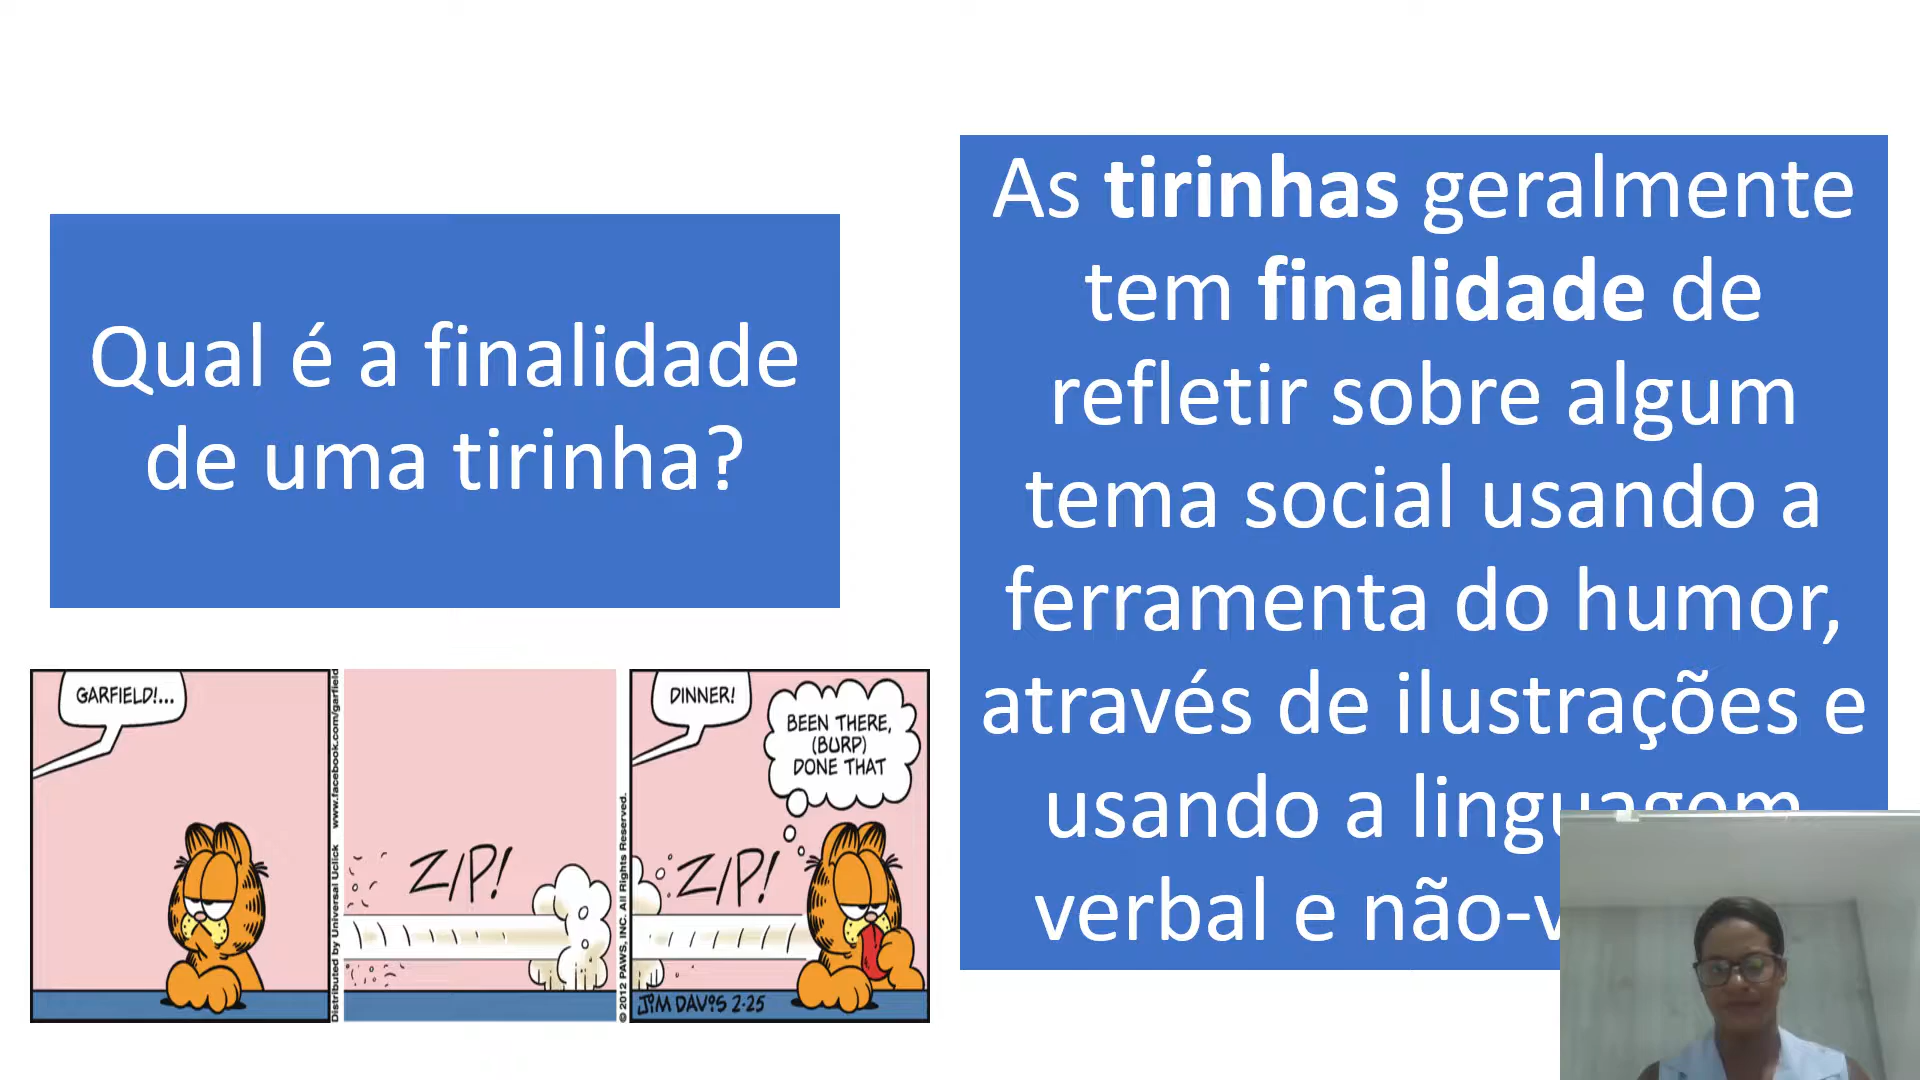 Qual é a finalidade
de uma tirinha?
As tirinhas geralmente
tem finalidade de
refletir sobre algum
tema social usando a
ferramenta do humor,
através de ilustrações e
usando a linguagem
verbal e não-v
GARFIELD!...
Distributed by Universal Uclick www.facebook.com/garfield
ZIP!
© 2012 PAWS, INC. All Rights Reserved.
DINNER!
BEEN THERE,
(BURP)
DONE THAT
ZIP!
JIM DAVIS 2-25